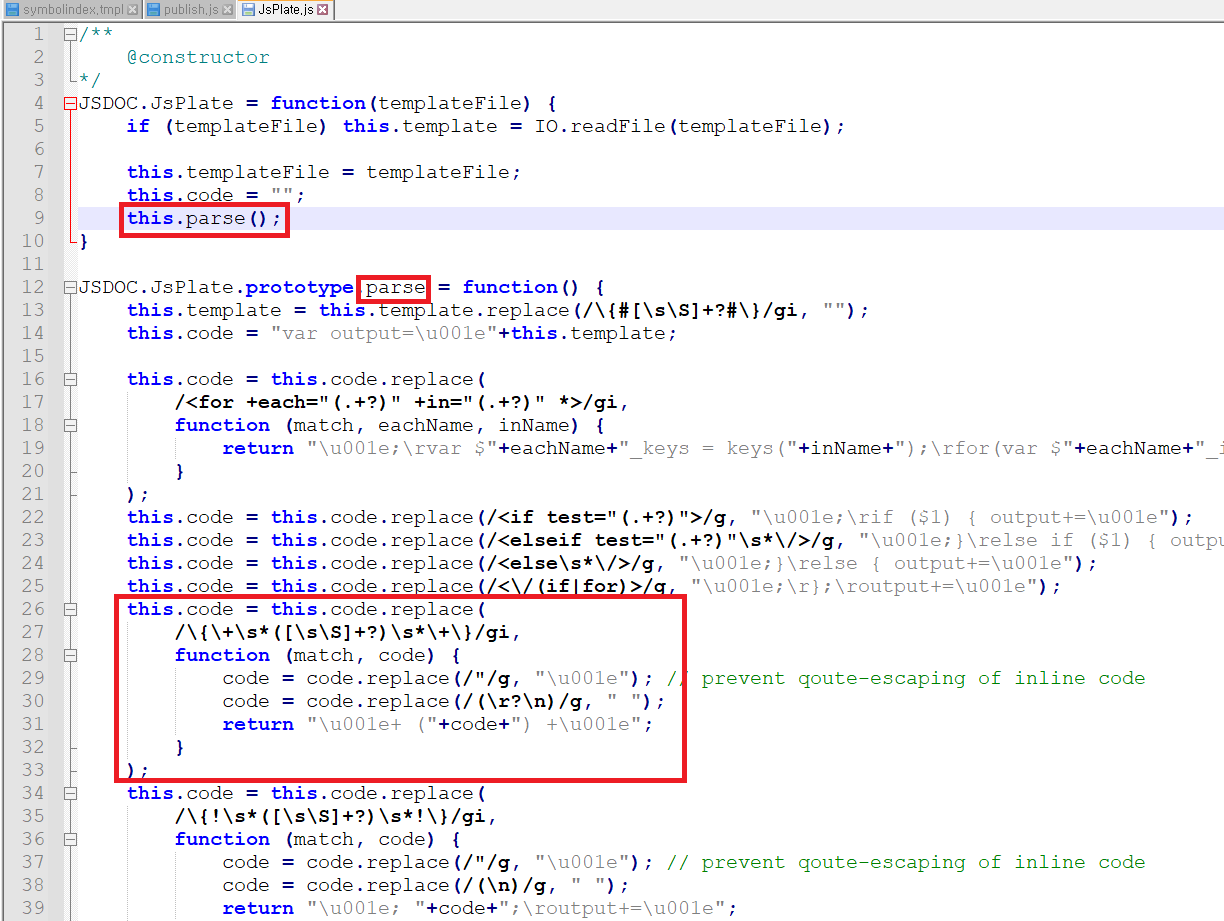 symbolindex.tmpl publish.js JsPlate.js
1 /**
2 @constructor
3 */
4 JSDOC.JsPlate = function(templateFile) {
5 if (templateFile) this.template = IO.readFile(templateFile);
6
7 this.templateFile = templateFile;
8 this.code = "";
9 this.parse();
10 }
11
12 JSDOC.JsPlate.prototype.parse = function() {
13 this.template = this.template.replace(/\{#[\s\S]+?#\}/gi, "");
14 this.code = "var output=\u001e"+this.template;
15
16 this.code = this.code.replace(
17 /<for +each="(.+?)" +in="(.+?)" *>/gi,
18 function (match, eachName, inName) {
19 return "\u001e;\rvar $"+eachName+"_keys = keys("+inName+");\rfor(var $"+eachName+"_i
20 }
21 );
22 this.code = this.code.replace(/<if test="(.+?)">/g, "\u001e;\rif ($1) { output+=\u001e");
23 this.code = this.code.replace(/<elseif test="(.+?)"\s*\/>/g, "\u001e;}\relse if ($1) { outpu
24 this.code = this.code.replace(/<else\s*\/>/g, "\u001e;}\relse { output+=\u001e");
25 this.code = this.code.replace(/<\/(if|for)>/g, "\u001e;\r};\routput+=\u001e");
26 this.code = this.code.replace(
27 /\{\+\s*([\s\S]+?)\s*\+\}/gi,
28 function (match, code) {
29 code = code.replace(/"/g, "\u001e"); // prevent qoute-escaping of inline code
30 code = code.replace(/(\r?\n)/g, " ");
31 return "\u001e+ ("+code+") +\u001e";
32 }
33 );
34 this.code = this.code.replace(
35 /\{!\s*([\s\S]+?)\s*!\}/gi,
36 function (match, code) {
37 code = code.replace(/"/g, "\u001e"); // prevent qoute-escaping of inline code
38 code = code.replace(/(\n)/g, " ");
39 return "\u001e; "+code+";\routput+=\u001e";